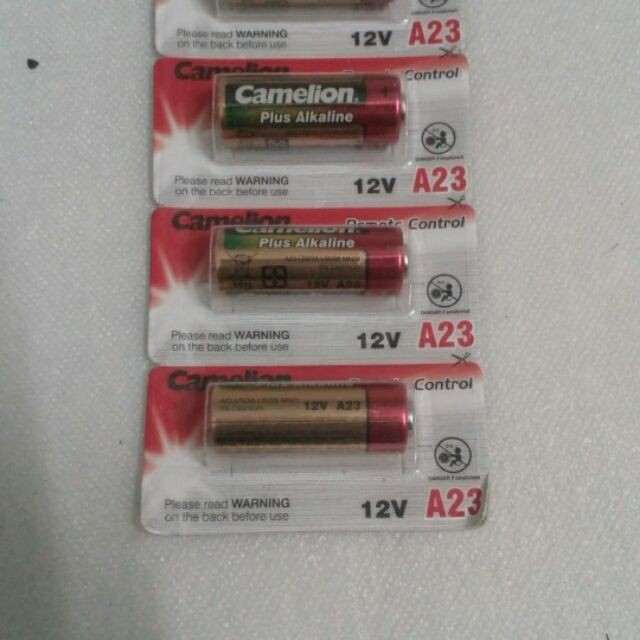 Please read WARNING
on the back before use
12V A23
Camelion
Remote Control
Camelion
Plus Alkaline
Please read WARNING
on the back before use
12V A23
Camelion
Remote Control
Camelion
Plus Alkaline
12V A23
Please read WARNING
on the back before use
12V A23
Camelion
Control
12V A23
Please read WARNING
on the back before use
12V A23